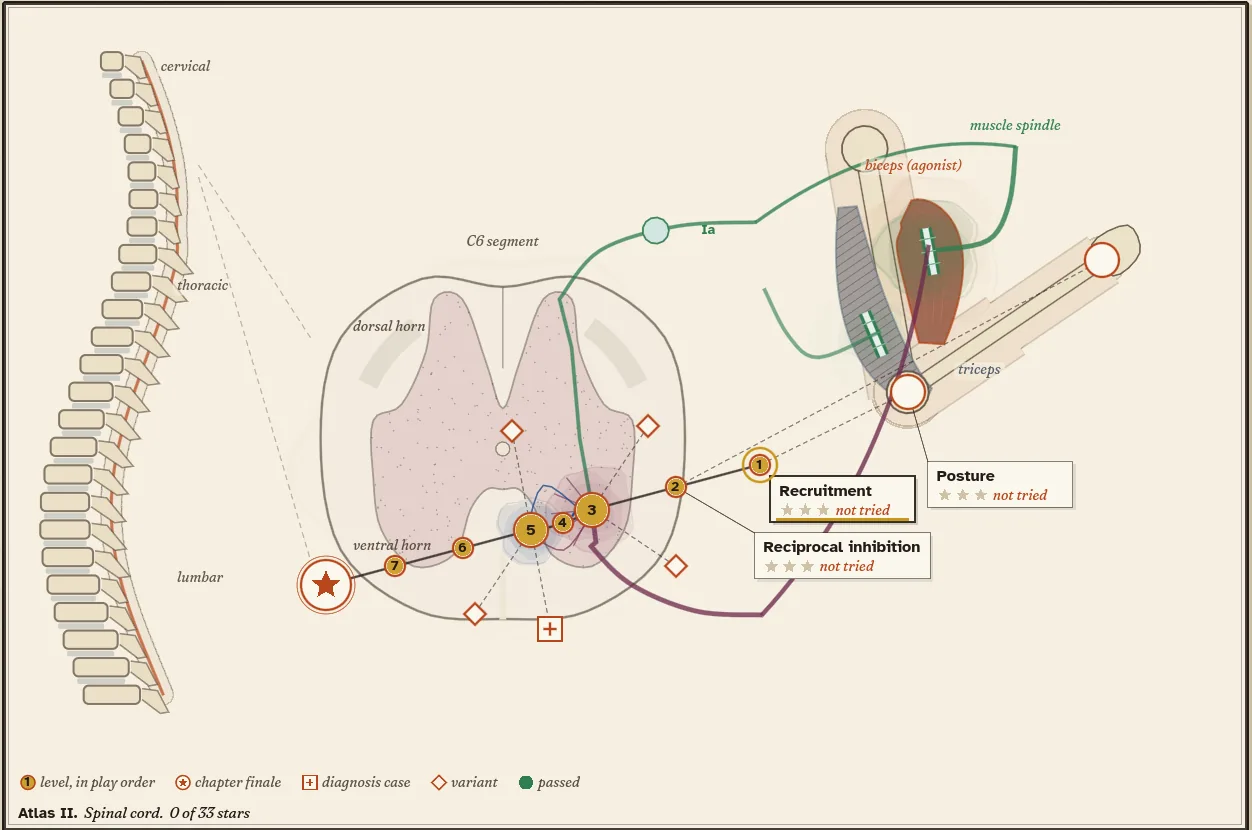 cervical
muscle spindle
biceps (agonist)
Ia
C6 segment
thoracic
dorsal horn
triceps
1
Posture
★ ★ ★ not tried
2
Recruitment
★ ★ ★ not tried
3
4
5
Reciprocal inhibition
★ ★ ★ not tried
ventral horn
6
7
lumbar
1 level, in play order
chapter finale
diagnosis case
variant
passed
Atlas II. Spinal cord. 0 of 33 stars